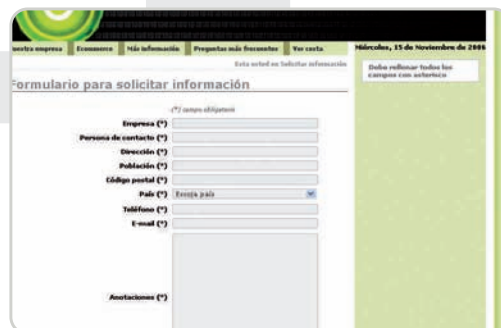 uestra empresa Ecommerce Más información Preguntas más frecuentes Ver cesta Miércoles, 15 de Noviembre de 2006
Esta usted en Solicitar información
Debe rellenar todos los
campos con asterisco
Formulario para solicitar información
(*) campo obligatorio
Empresa (*)
Persona de contacto (*)
Dirección (*)
Población (*)
Código postal (*)
País (*) Escoja país
Teléfono (*)
E-mail (*)
Anotaciones (*)